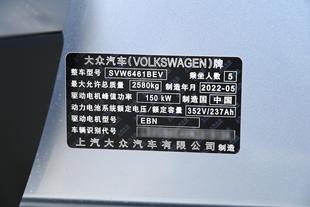 大众汽车(VOLKSWAGEN)牌
整车型号 SVW6461BEV 乘坐人数 5
最大允许总质量 2580kg 制造年月 2022-05
驱动电机峰值功率 150 kW 制造国 中国
动力电池系统额定电压/额定容量 352V/237Ah
驱动电机型号 EBN
车辆识别代号
上汽大众汽车有限公司 制造